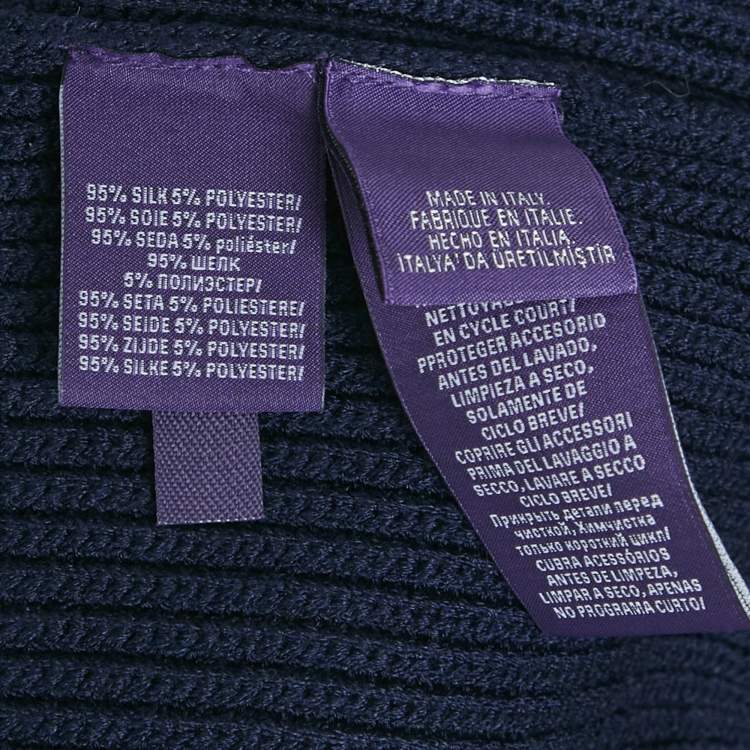 95% SILK 5% POLYESTER/
95% SOIE 5% POLYESTER/
95% SEDA 5% poliéster/
95% ШЕЛК
5% ПОЛИЭСТЕР/
95% SETA 5% POLIESTERE/
95% SEIDE 5% POLYESTER/
95% ZIJDE 5% POLYESTER/
95% SILKE 5% POLYESTER/
MADE IN ITALY.
FABRIQUE EN ITALIE.
HECHO EN ITALIA.
İTALYA' DA ÜRETİLMİŞTİR
NETTOYAGE
EN CYCLE COURT/
PPROTEGER ACCESORIO
ANTES DEL LAVADO,
LIMPIEZA A SECO,
SOLAMENTE DE
CICLO BREVE/
COPRIRE GLI ACCESSORI
PRIMA DEL LAVAGGIO A
SECCO, LAVARE A SECCO
CICLO BREVE/
Прикрыть детали перед
чисткой, Химчистка
только короткий цикл/
CUBRA ACESSÓRIOS
ANTES DE LIMPEZA,
LIMPAR A SECO, APENAS
NO PROGRAMA CURTO/